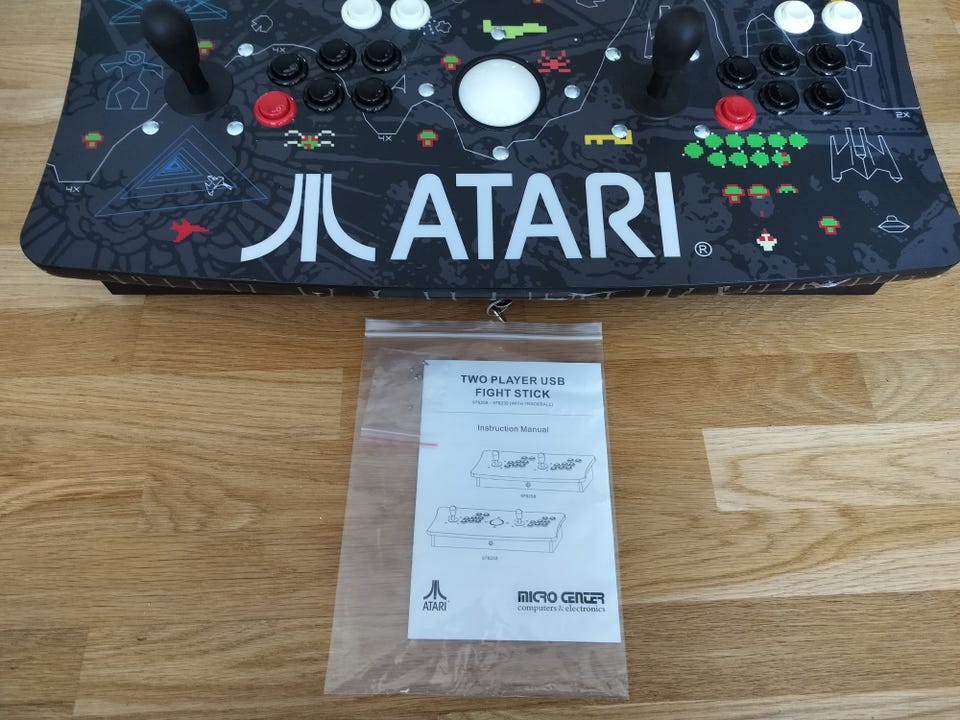 4X
4X
2X
4X
ATARI®
TWO PLAYER USB
FIGHT STICK
Instruction Manual
ATARI
MICRO CENTER
computers & electronics